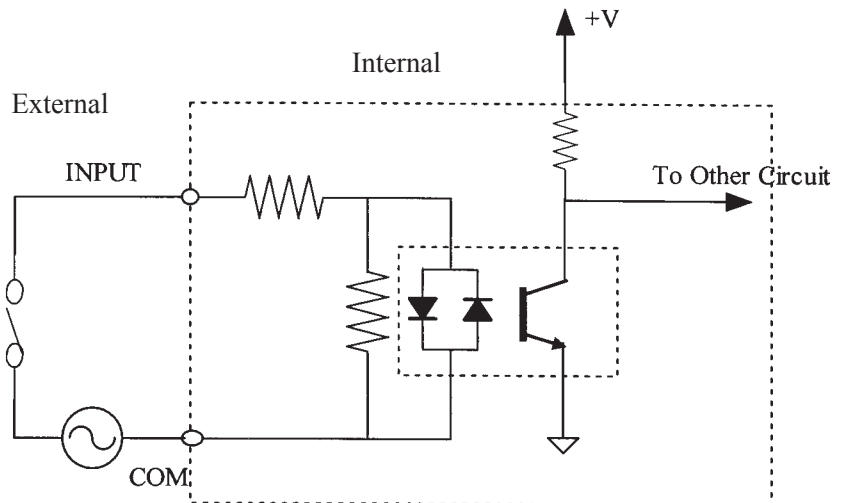 +V
Internal
External
INPUT
To Other Circuit
COM